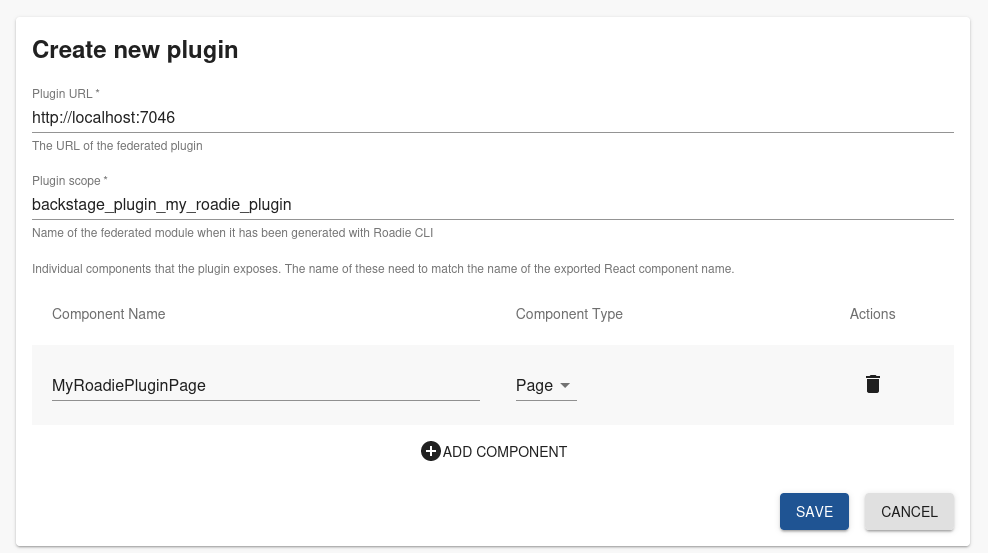 Create new plugin
Plugin URL *
http://localhost:7046
The URL of the federated plugin
Plugin scope *
backstage_plugin_my_roadie_plugin
Name of the federated module when it has been generated with Roadie CLI
Individual components that the plugin exposes. The name of these need to match the name of the exported React component name.
Component Name Component Type Actions
MyRoadiePluginPage Page
ADD COMPONENT
SAVE CANCEL